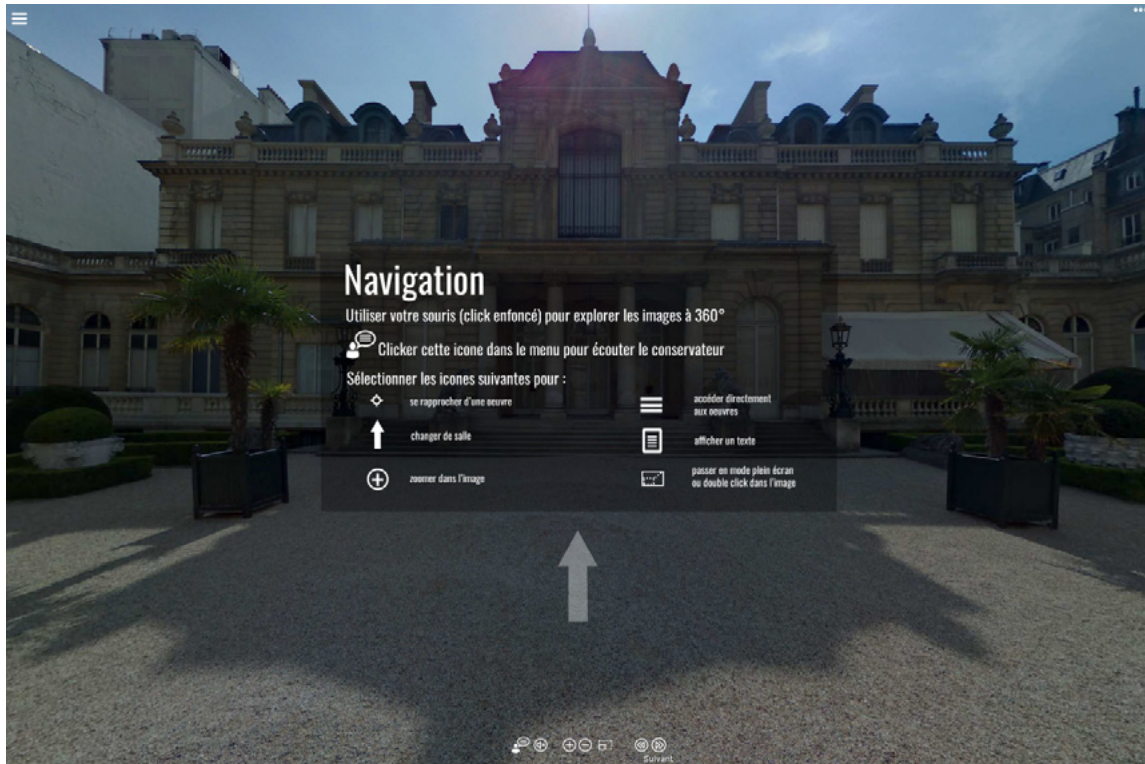 Navigation
Utiliser votre souris (click enfoncé) pour explorer les images à 360°
Clicker cette icone dans le menu pour écouter le conservateur
Sélectionner les icones suivantes pour :
se rapprocher d'une oeuvre
changer de salle
zoomer dans l'image
accéder directement
aux oeuvres
afficher un texte
passer en mode plein écran
ou double click dans l'image
Suivant